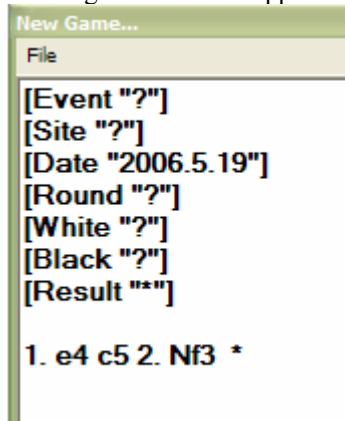 New Game...
File
[Event "?"]
[Site "?"]
[Date "2006.5.19"]
[Round "?"]
[White "?"]
[Black "?"]
[Result "*"]
1. e4 c5 2. Nf3 *